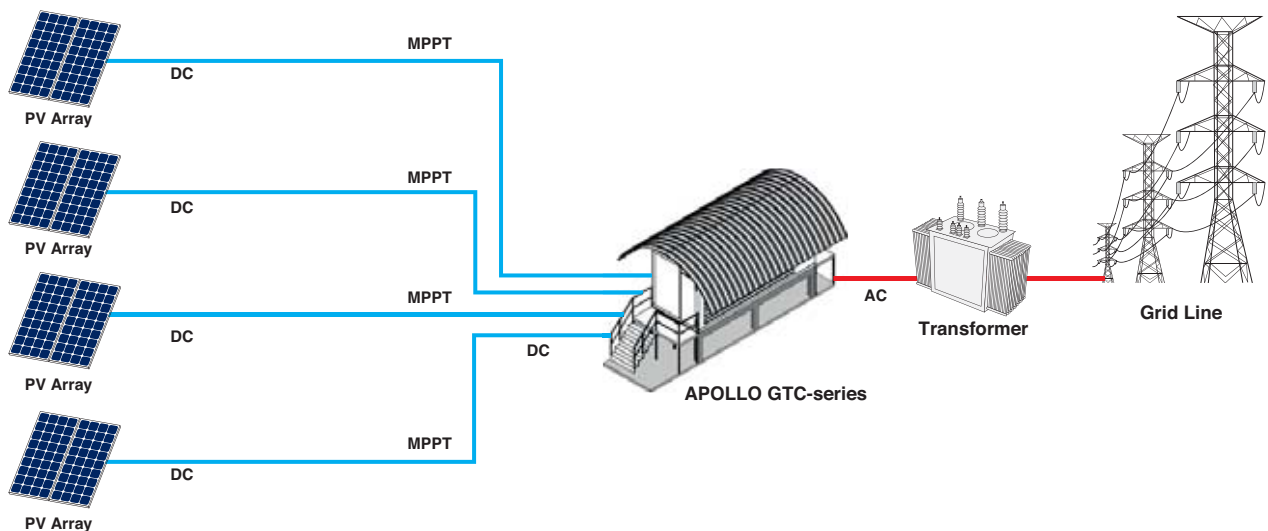 MPPT
DC
PV Array
MPPT
DC
PV Array
MPPT
DC
DC
PV Array
MPPT
DC
PV Array
APOLLO GTC-series
AC
Transformer
Grid Line